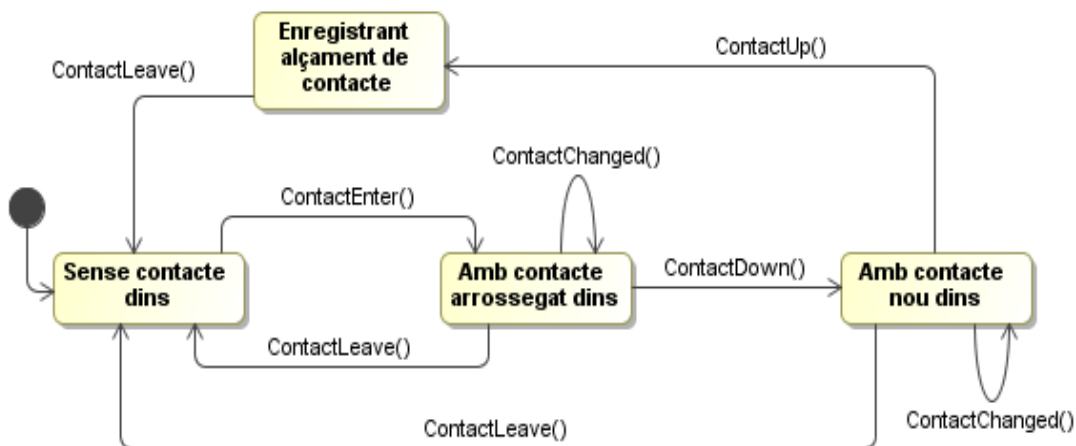 Enregistrant
alçament de
contacte
ContactUp()
ContactLeave()
ContactChanged()
ContactEnter()
Sense contacte
dins
Amb contacte
arrossegat dins
ContactDown()
Amb contacte
nou dins
ContactLeave()
ContactChanged()
ContactLeave()